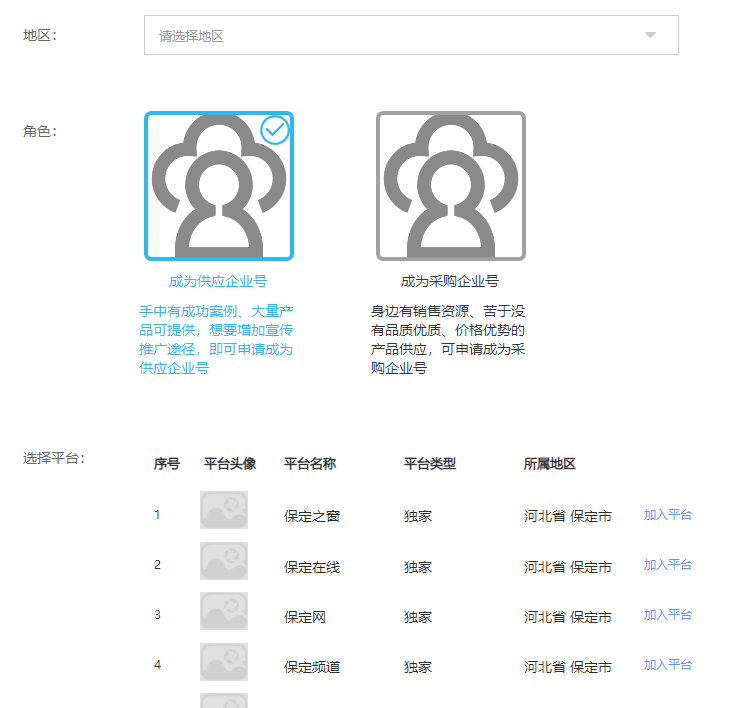 地区：
请选择地区
角色：
成为供应企业号
手中有成功案例、大量产
品可提供，想要增加宣传
推广途径，即可申请成为
供应企业号
成为采购企业号
身边有销售资源、苦于没
有品质优质、价格优势的
产品供应，可申请成为采
购企业号
选择平台：
序号 平台头像 平台名称 平台类型 所属地区
1 保定之窗 独家 河北省 保定市 加入平台
2 保定在线 独家 河北省 保定市 加入平台
3 保定网 独家 河北省 保定市 加入平台
4 保定频道 独家 河北省 保定市 加入平台